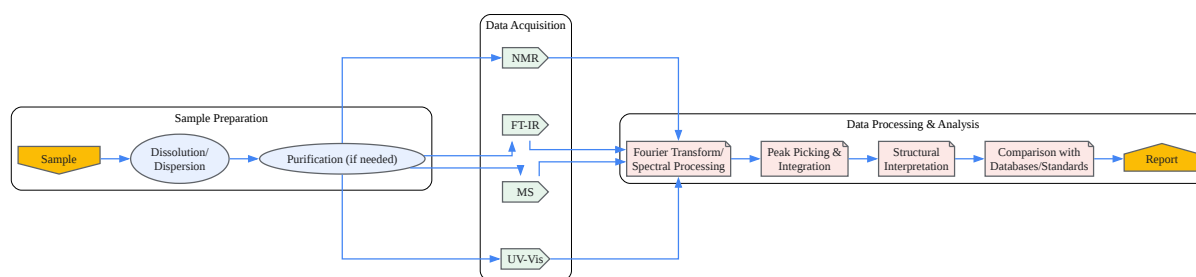 Sample Preparation
Sample
Dissolution/
Dispersion
Purification (if needed)
Data Acquisition
NMR
FT-IR
MS
UV-Vis
Data Processing & Analysis
Fourier Transform/
Spectral Processing
Peak Picking &
Integration
Structural
Interpretation
Comparison with
Databases/Standards
Report